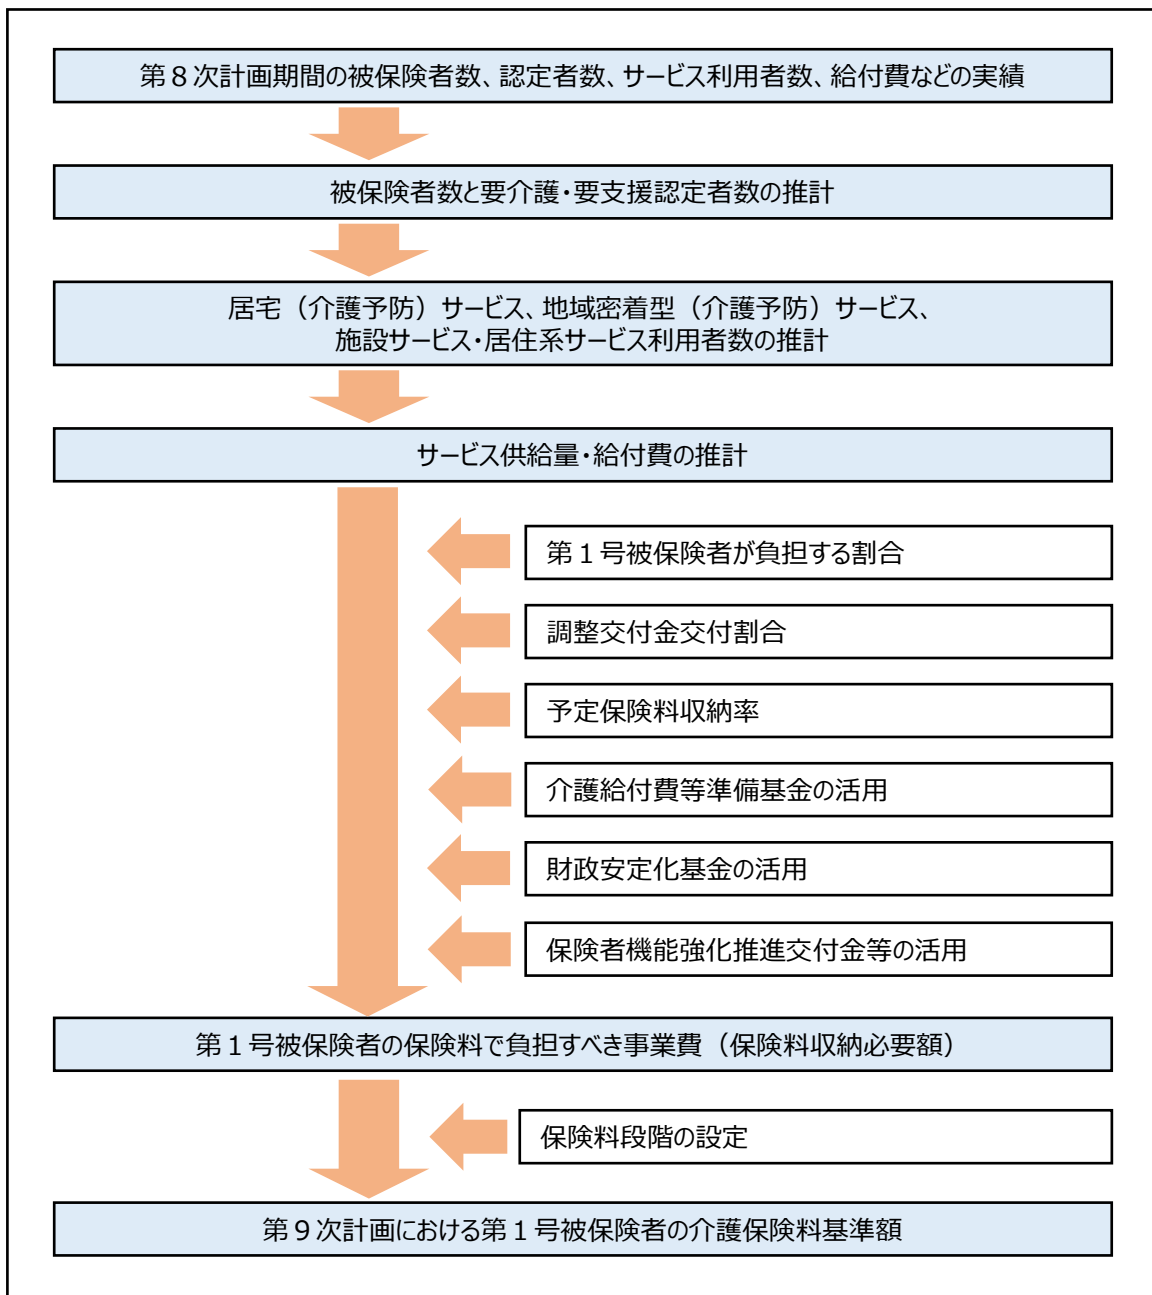 第８次計画期間の被保険者数、認定者数、サービス利用者数、給付費などの実績
被保険者数と要介護・要支援認定者数の推計
居宅（介護予防）サービス、地域密着型（介護予防）サービス、
施設サービス・居住系サービス利用者数の推計
サービス供給量・給付費の推計
第１号被保険者が負担する割合
調整交付金交付割合
予定保険料収納率
介護給付費等準備基金の活用
財政安定化基金の活用
保険者機能強化推進交付金等の活用
第１号被保険者の保険料で負担すべき事業費（保険料収納必要額）
保険料段階の設定
第９次計画における第１号被保険者の介護保険料基準額